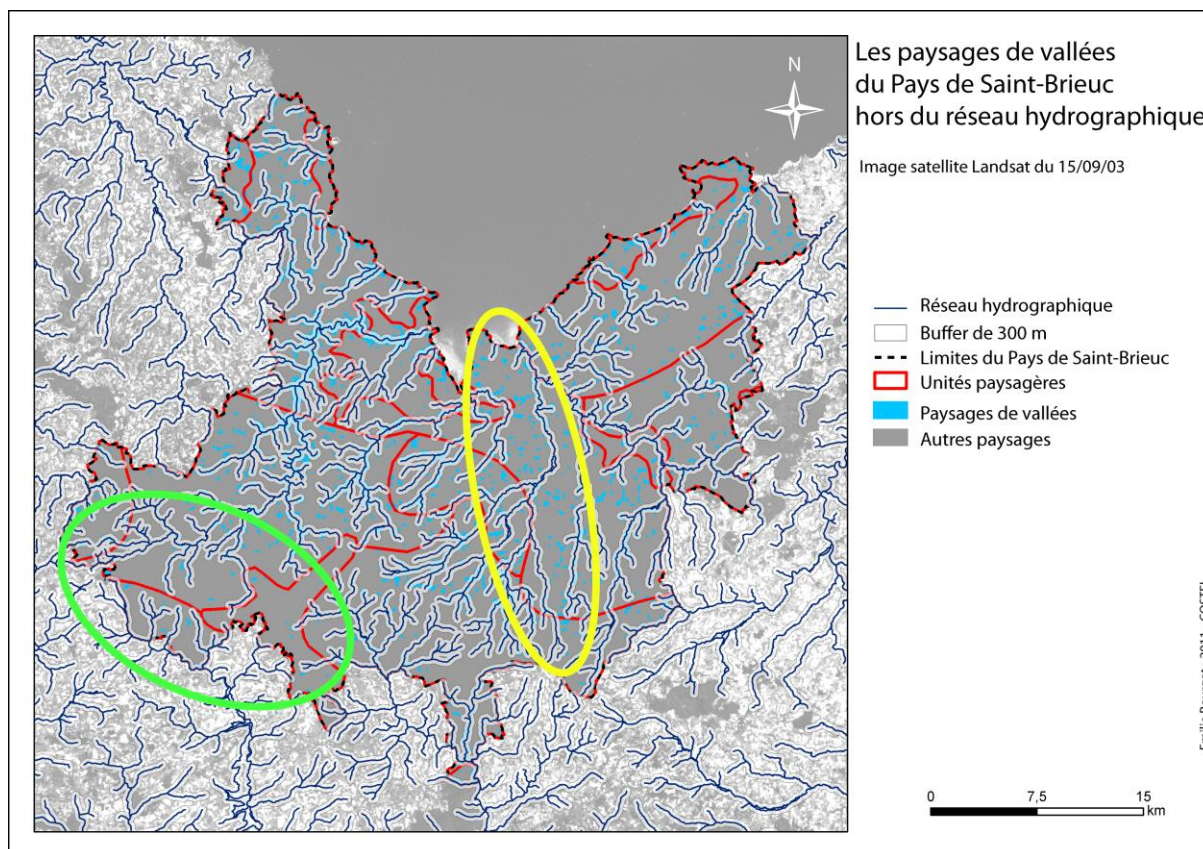 Les paysages de vallées
du Pays de Saint-Brieuc
hors du réseau hydrographique
Image satellite Landsat du 15/09/03
N
Réseau hydrographique
Buffer de 300 m
Limites du Pays de Saint-Brieuc
Unités paysagères
Paysages de vallées
Autres paysages
0 7,5 15
km